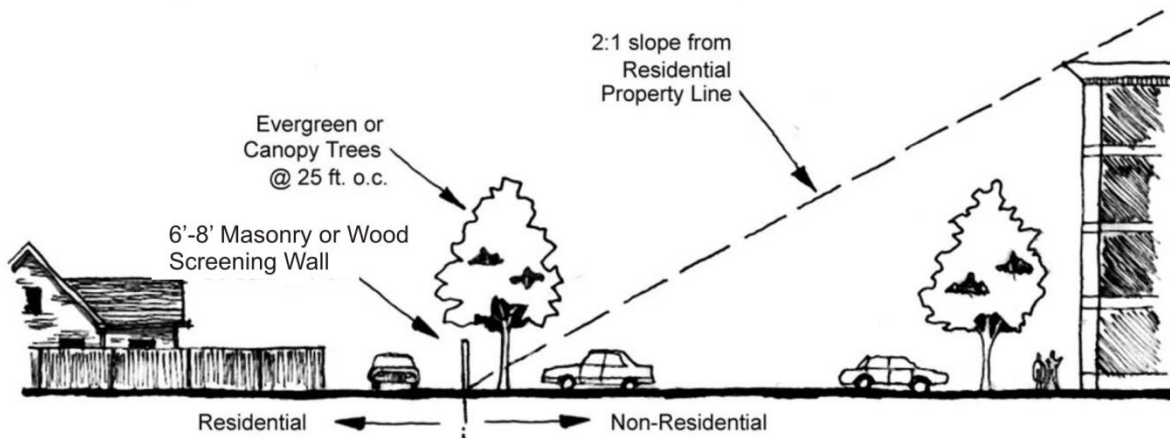 2:1 slope from
Residential
Property Line
Evergreen or
Canopy Trees
@ 25 ft. o.c.
6’-8’ Masonry or Wood
Screening Wall
Residential
Non-Residential